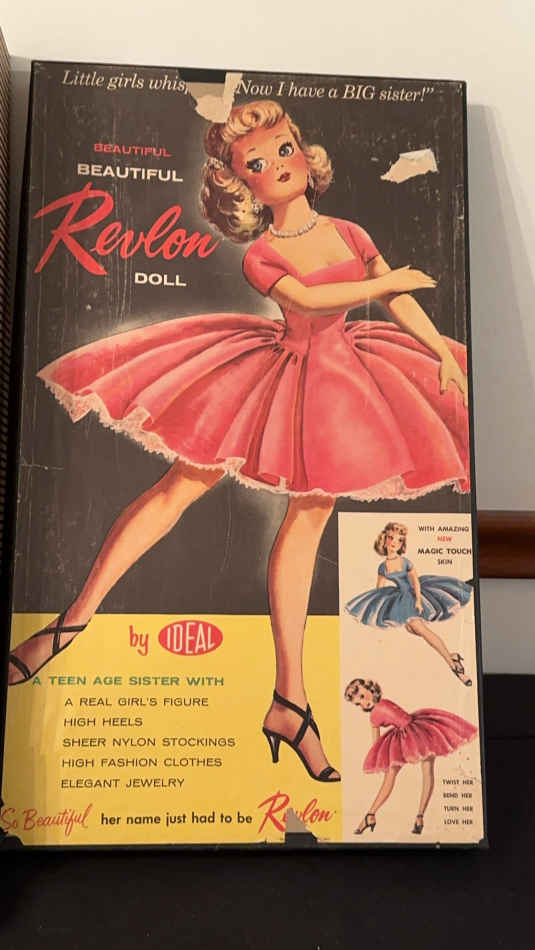 Little girls whis Now I have a BIG sister!"
BEAUTIFUL
BEAUTIFUL
Revlon
DOLL
WITH AMAZING
NEW
MAGIC TOUCH
SKIN
by IDEAL
A TEEN AGE SISTER WITH
A REAL GIRL'S FIGURE
HIGH HEELS
SHEER NYLON STOCKINGS
HIGH FASHION CLOTHES
ELEGANT JEWELRY
TWIST HER
BEND HER
TURN HER
LOVE HER
So Beautiful her name just had to be Revlon